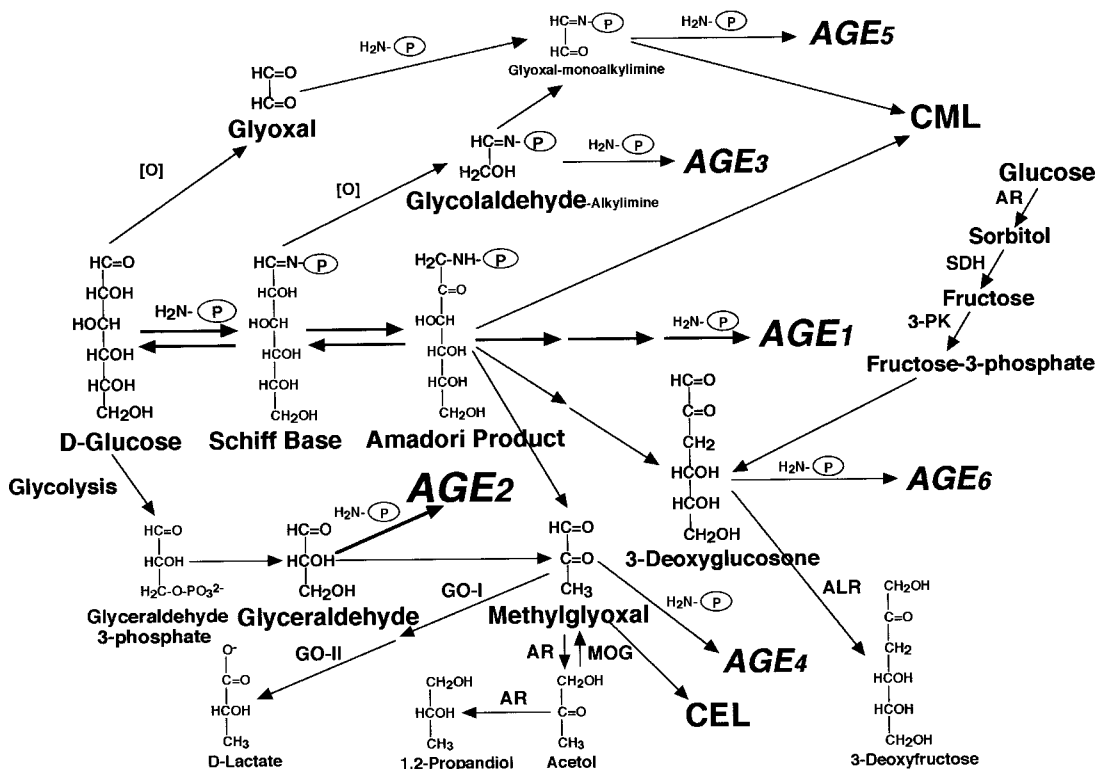 HC=N-P
HC=O
Glyoxal-monoalkylimine
H2N-P
AGE5
H2N-P
HC=O
HC=O
Glyoxal
CML
[O]
[O]
HC=N-P
H2COH
Glycolaldehyde-Alkylimine
H2N-P
AGE3
Glucose
AR
Sorbitol
SDH
Fructose
3-PK
Fructose-3-phosphate
HC=O
HCOH
HOCH
HCOH
HCOH
CH2OH
D-Glucose
H2N-P
HC=N-P
HCOH
HOCH
HCOH
HCOH
CH2OH
Schiff Base
H2C-NH-P
C=O
HOCH
HCOH
HCOH
CH2OH
Amadori Product
H2N-P
AGE1
HC=O
C=O
CH2
HCOH
HCOH
CH2OH
3-Deoxyglucosone
H2N-P
AGE6
Glycolysis
HC=O
HCOH
H2C-O-PO32-
Glyceraldehyde
3-phosphate
HC=O
HCOH
CH2OH
Glyceraldehyde
H2N-P
AGE2
HC=O
C=O
CH3
Methylglyoxal
H2N-P
AGE4
CEL
GO-I
GO-II
O-
C=O
HCOH
CH3
D-Lactate
AR
MOG
CH2OH
C=O
CH3
Acetol
AR
CH2OH
HCOH
CH3
1,2-Propandiol
ALR
CH2OH
C=O
CH2
HCOH
HCOH
CH2OH
3-Deoxyfructose